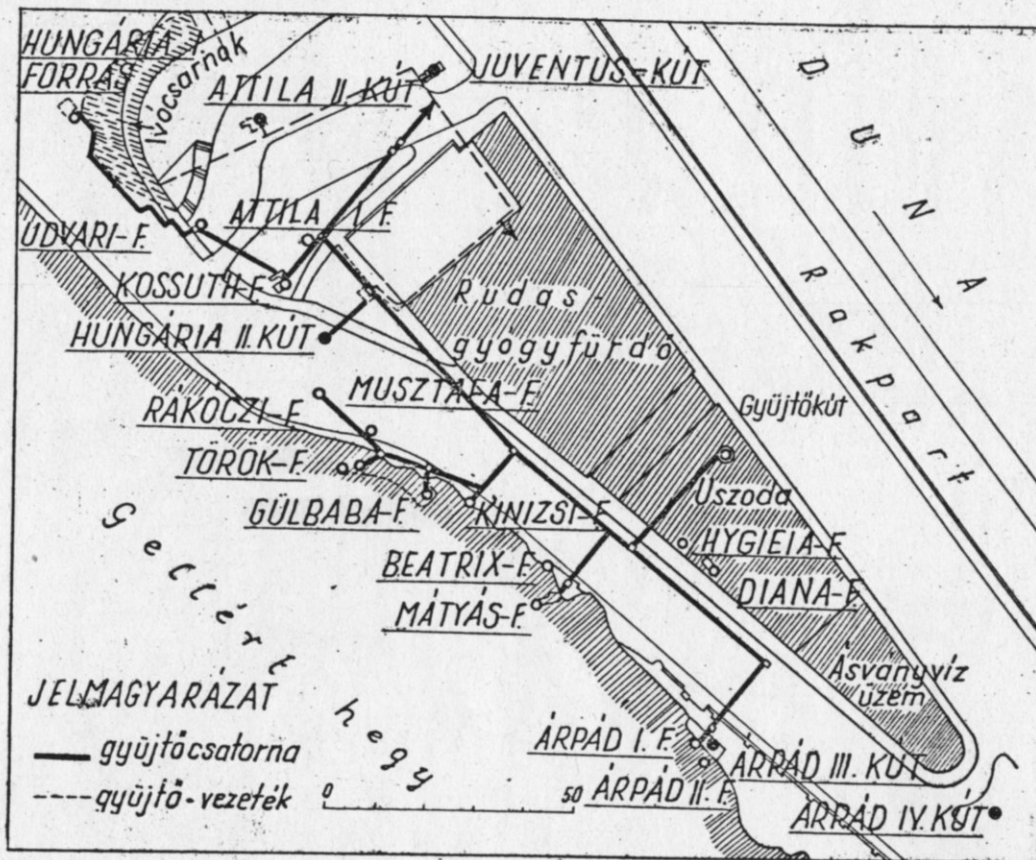 HUNGÁRIA I
FORRÁS
Ivócsarnok
ATTILA II. KÚT
JUVENTUS-KÚT
DUNA
Rakpart
ATTILA I. F.
UDVARI-F.
KOSSUTH-F.
HUNGÁRIA II. KÚT
Rudas-
gyógyfürdő
MUSZTAFA-F.
RÁKÓCZI-F.
Gyüjtőkút
TÖRÖK-F.
GÜLBABA-F.
KINIZSI-F.
Uszoda
HYGIEIA-F.
BEATRIX-F.
DIANA-F.
MÁTYÁS-F.
Gellért hegy
Ásványvíz
üzem
JELMAGYARÁZAT
gyüjtőcsatorna
gyüjtő-vezeték
0 50
ÁRPÁD I. F.
ÁRPÁD II. F.
ÁRPÁD III. KÚT
ÁRPÁD IV. KÚT